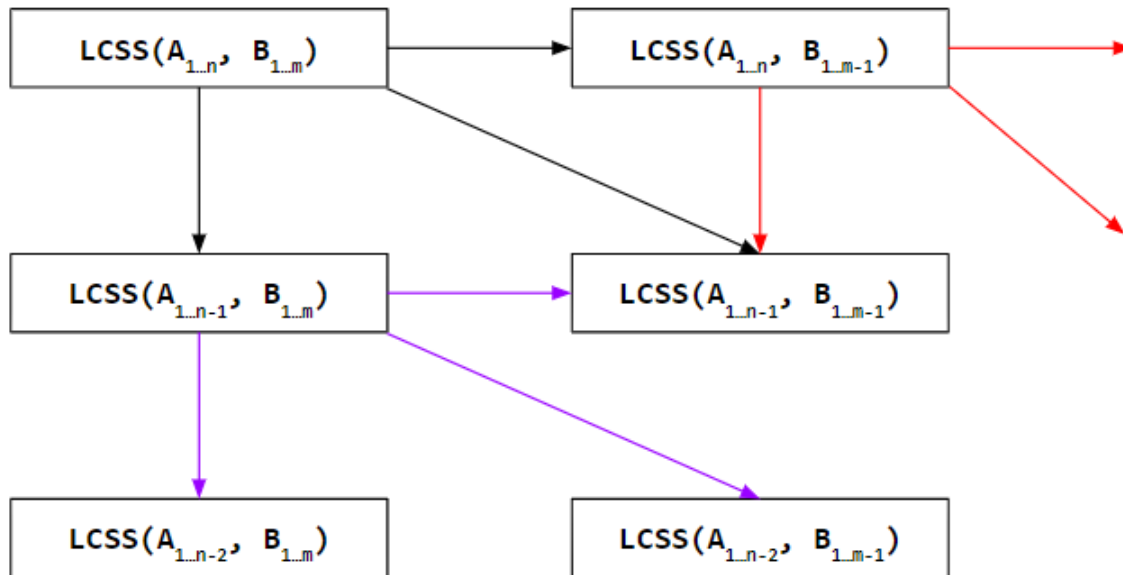 LCSS(A1…n, B1…m)
LCSS(A1…n, B1…m-1)
LCSS(A1…n-1, B1…m)
LCSS(A1…n-1, B1…m-1)
LCSS(A1…n-2, B1…m)
LCSS(A1…n-2, B1…m-1)